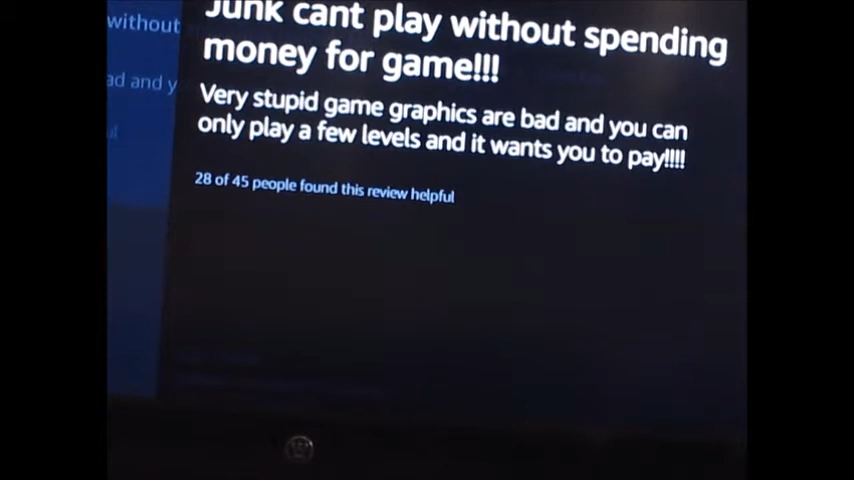 Junk cant play without spending
money for game!!!
Very stupid game graphics are bad and you can
only play a few levels and it wants you to pay!!!!
28 of 45 people found this review helpful
without
ad and y